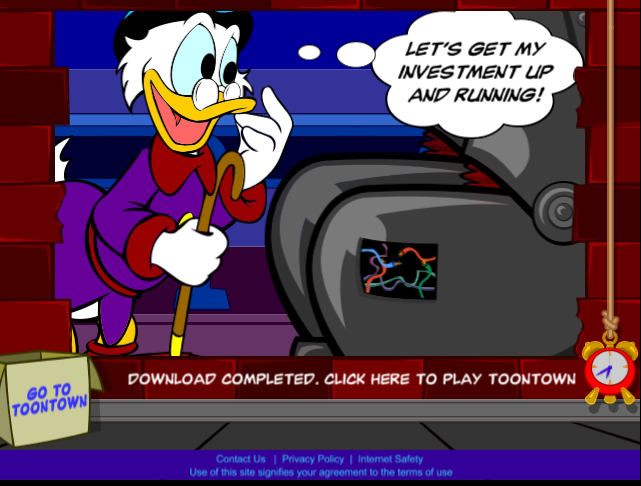 LET'S GET MY
INVESTMENT UP
AND RUNNING!
GO TO
TOONTOWN
DOWNLOAD COMPLETED. CLICK HERE TO PLAY TOONTOWN
Contact Us | Privacy Policy | Internet Safety
Use of this site signifies your agreement to the terms of use